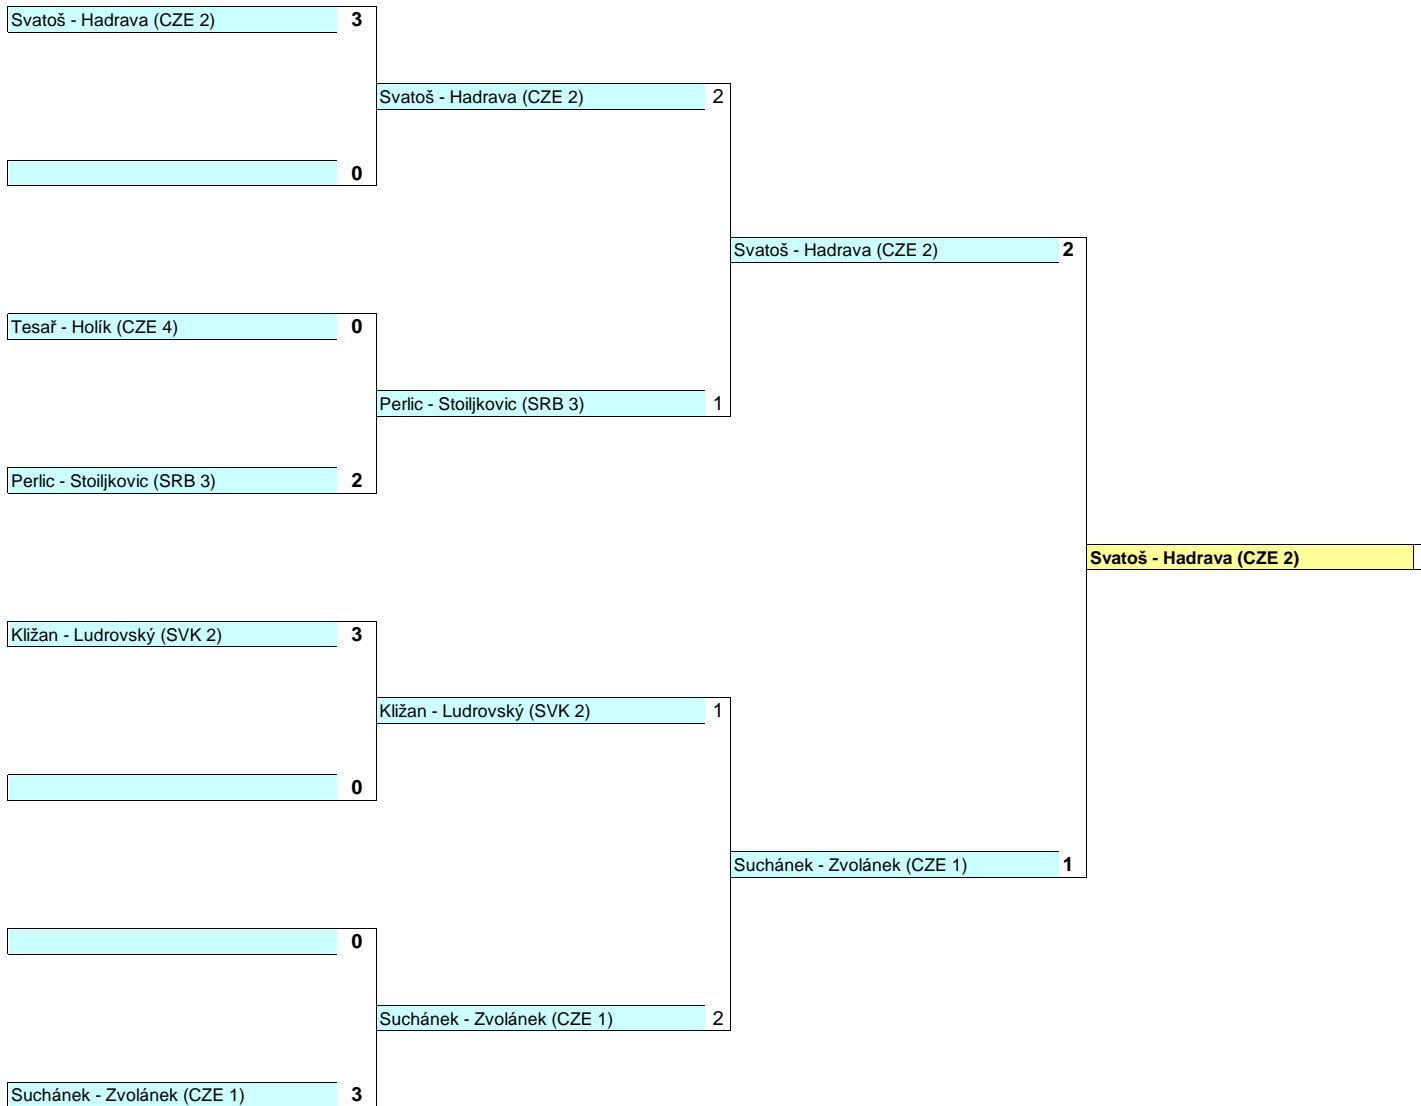 Svatoš - Hadrava (CZE 2) 3
Svatoš - Hadrava (CZE 2) 2
0
Svatoš - Hadrava (CZE 2) 2
Tesař - Holík (CZE 4) 0
Perlic - Stoiljkovic (SRB 3) 1
Perlic - Stoiljkovic (SRB 3) 2
Svatoš - Hadrava (CZE 2)
Kližan - Ludrovský (SVK 2) 3
Kližan - Ludrovský (SVK 2) 1
0
Suchánek - Zvolánek (CZE 1) 1
0
Suchánek - Zvolánek (CZE 1) 2
Suchánek - Zvolánek (CZE 1) 3